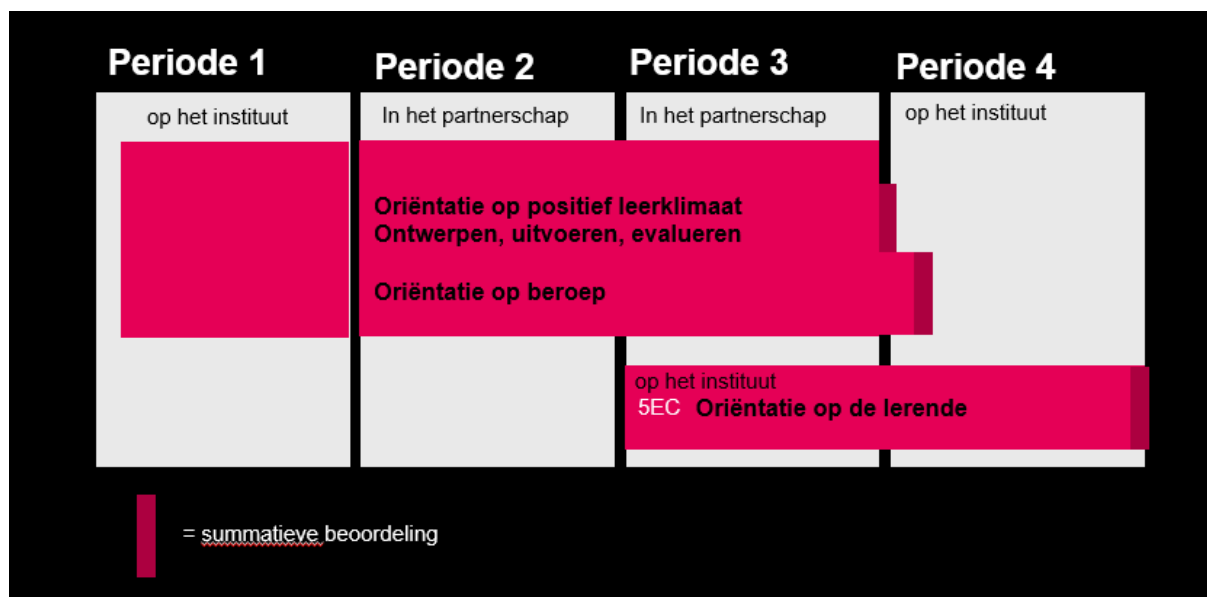 Periode 1
Periode 2
Periode 3
Periode 4
op het instituut
In het partnerschap
In het partnerschap
op het instituut
Oriëntatie op positief leerklimaat
Ontwerpen, uitvoeren, evalueren
Oriëntatie op beroep
op het instituut
5EC Oriëntatie op de lerende
= summatieve beoordeling